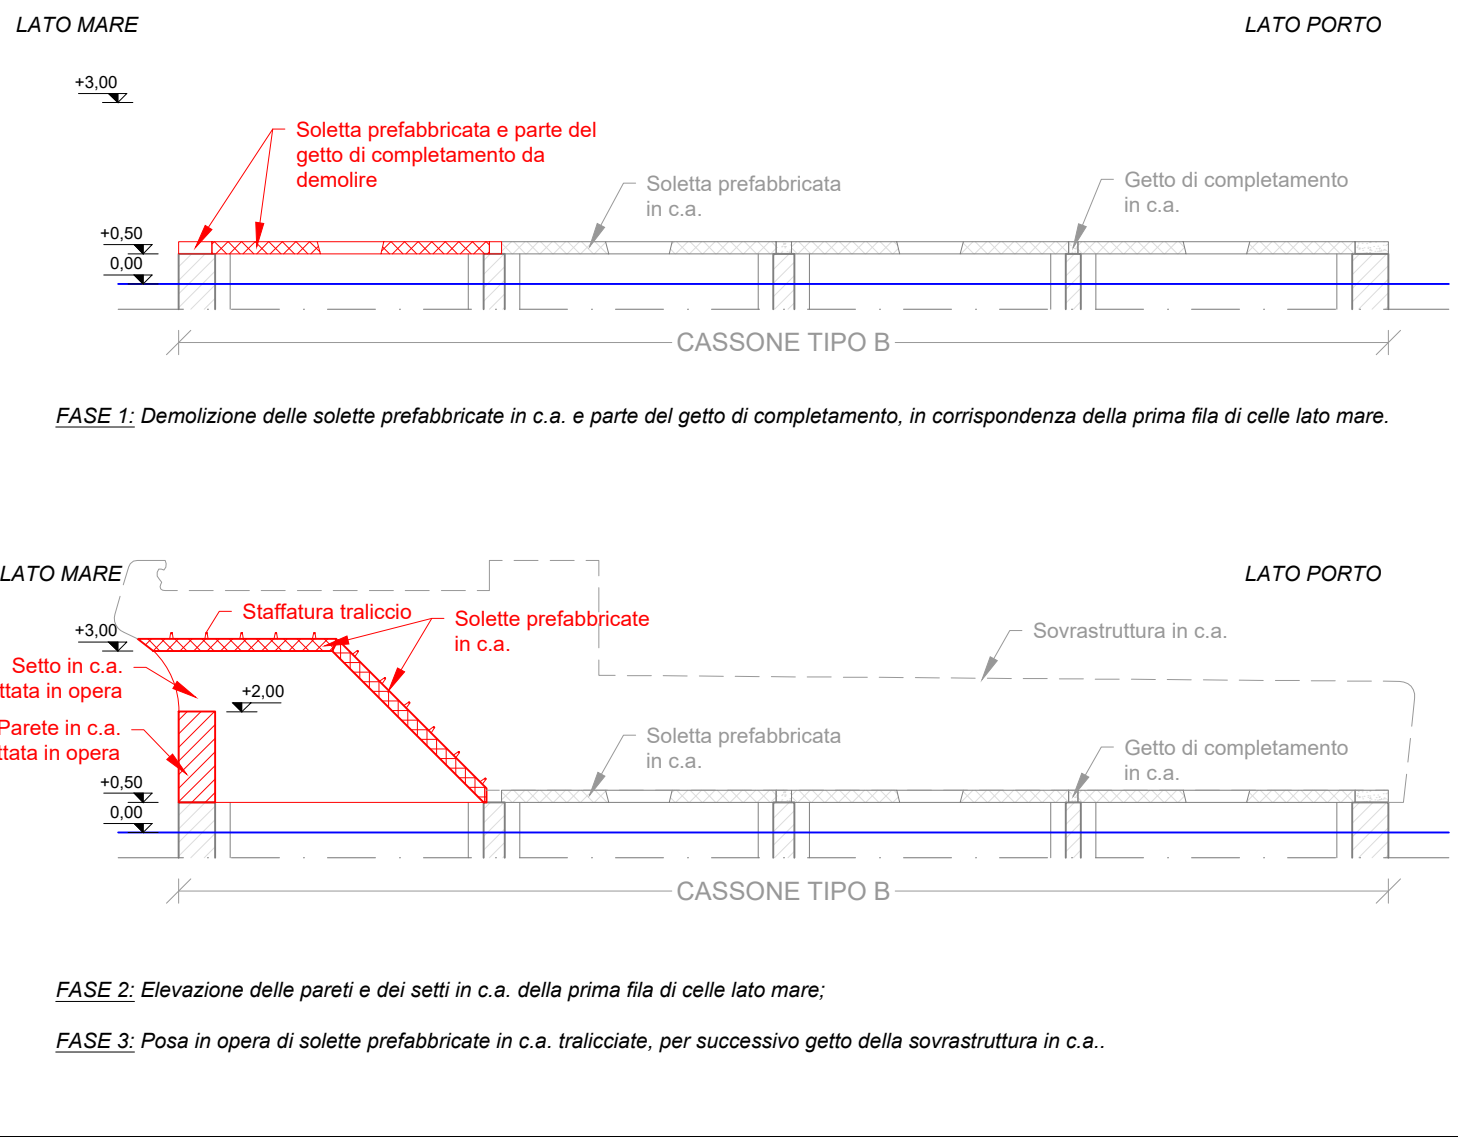 LATO MARE
LATO PORTO
+3,00
Soletta prefabbricata e parte del
getto di completamento da
demolire
Soletta prefabbricata
in c.a.
Getto di completamento
in c.a.
+0,50
0,00
CASSONE TIPO B
FASE 1: Demolizione delle solette prefabbricate in c.a. e parte del getto di completamento, in corrispondenza della prima fila di celle lato mare.
LATO MARE
LATO PORTO
Staffatura traliccio
Solette prefabbricate
in c.a.
+3,00
Sovrastruttura in c.a.
Setto in c.a.
ttata in opera
+2,00
Parete in c.a.
ttata in opera
Soletta prefabbricata
in c.a.
Getto di completamento
in c.a.
+0,50
0,00
CASSONE TIPO B
FASE 2: Elevazione delle pareti e dei setti in c.a. della prima fila di celle lato mare;
FASE 3: Posa in opera di solette prefabbricate in c.a. tralicciate, per successivo getto della sovrastruttura in c.a..